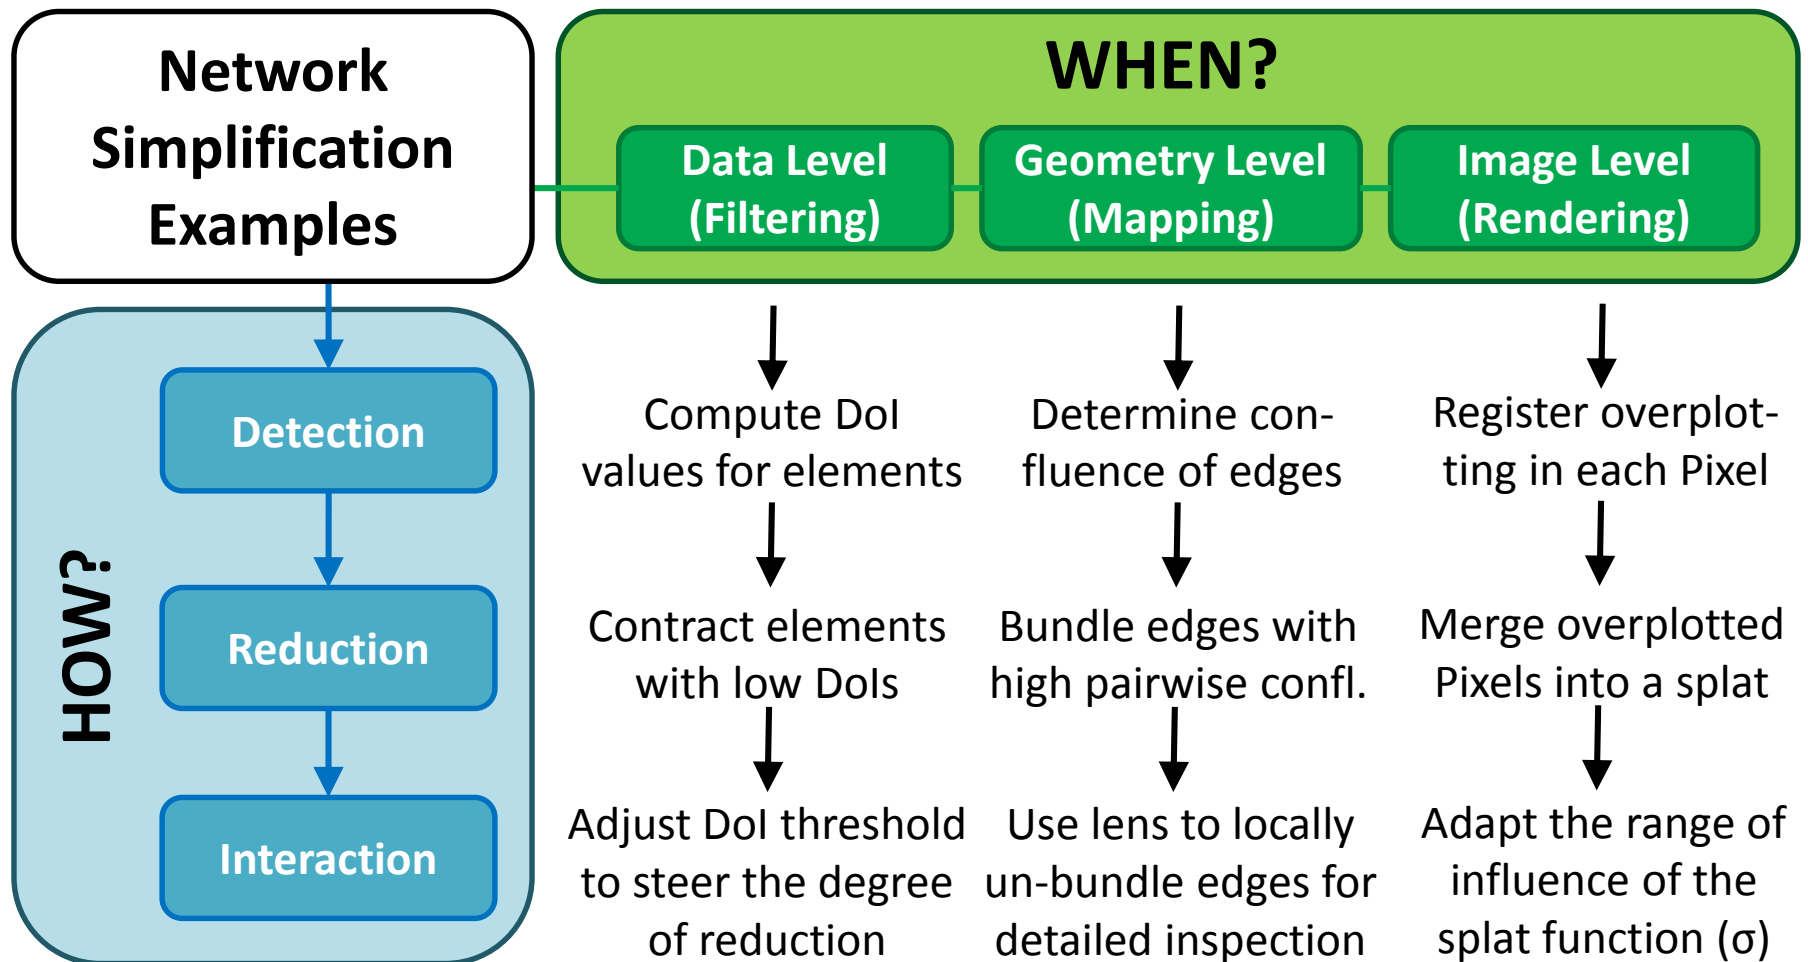 Network
Simplification
Examples
WHEN?
Data Level
(Filtering)
Geometry Level
(Mapping)
Image Level
(Rendering)
HOW?
Detection
Compute DoI
values for elements
Determine con-
fluence of edges
Register overplot-
ting in each Pixel
Reduction
Contract elements
with low DoIs
Bundle edges with
high pairwise confl.
Merge overplotted
Pixels into a splat
Interaction
Adjust DoI threshold
to steer the degree
of reduction
Use lens to locally
un-bundle edges for
detailed inspection
Adapt the range of
influence of the
splat function (σ)